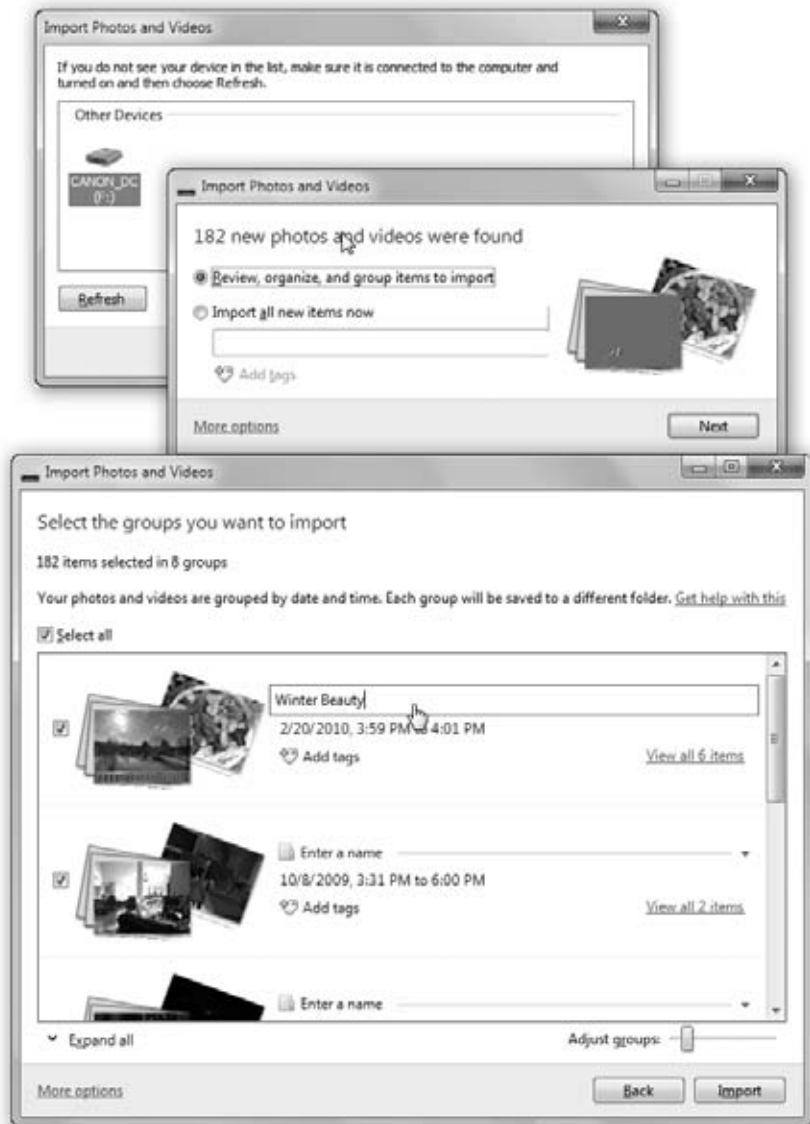 Import Photos and Videos
If you do not see your device in the list, make sure it is connected to the computer and
turned on and then choose Refresh.
Other Devices
CANON_DC
(F:)
Refresh
Import Photos and Videos
182 new photos and videos were found
Review, organize, and group items to import
Import all new items now
Add tags
More options
Next
Import Photos and Videos
Select the groups you want to import
182 items selected in 8 groups
Your photos and videos are grouped by date and time. Each group will be saved to a different folder. Get help with this
Select all
Winter Beauty
2/20/2010, 3:59 PM to 4:01 PM
Add tags
View all 6 items
Enter a name
10/8/2009, 3:31 PM to 6:00 PM
Add tags
View all 2 items
Enter a name
Expand all
Adjust groups:
More options
Back
Import